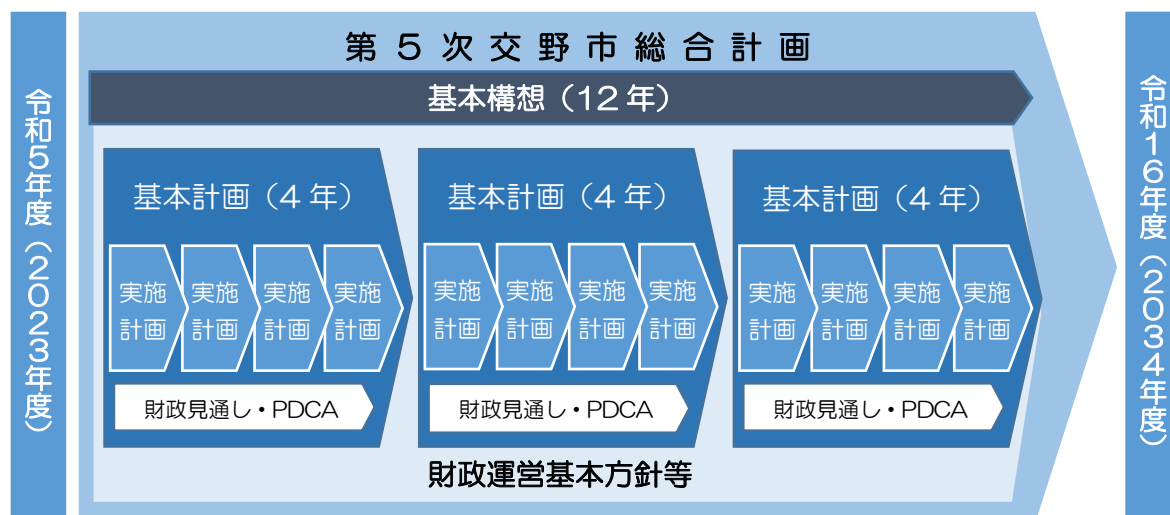 令和5年度（2023年度）
第5次交野市総合計画
基本構想（12年）
基本計画（4年）
実施
計画
実施
計画
実施
計画
実施
計画
財政見通し・PDCA
基本計画（4年）
実施
計画
実施
計画
実施
計画
実施
計画
財政見通し・PDCA
基本計画（4年）
実施
計画
実施
計画
実施
計画
実施
計画
財政見通し・PDCA
財政運営基本方針等
令和16年度（2034年度）